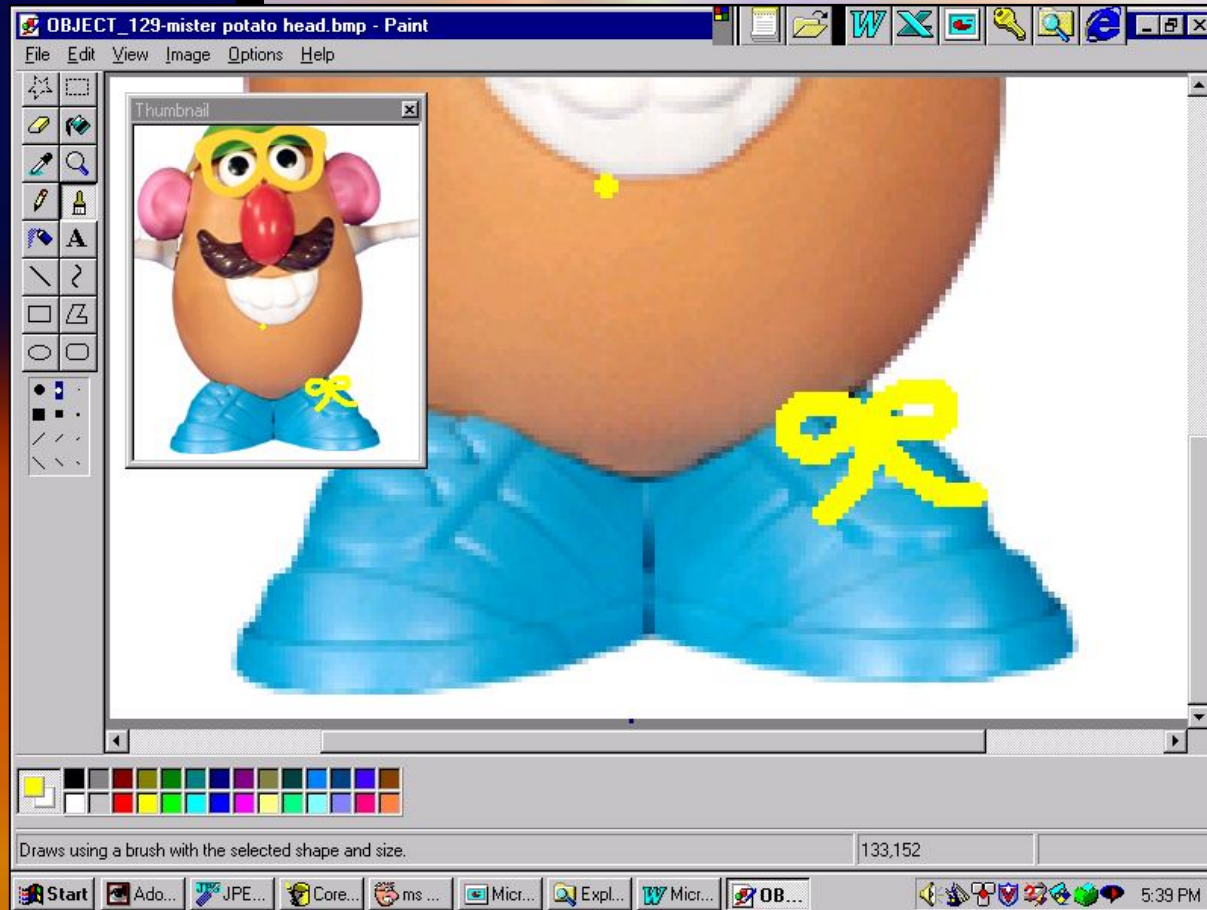 OBJECT_129-mister potato head.bmp - Paint
File Edit View Image Options Help
Thumbnail
A
Draws using a brush with the selected shape and size.
133,152
Start Ado... JPE... Core... ms ... Micr... Expl... Micr... OB... 5:39 PM